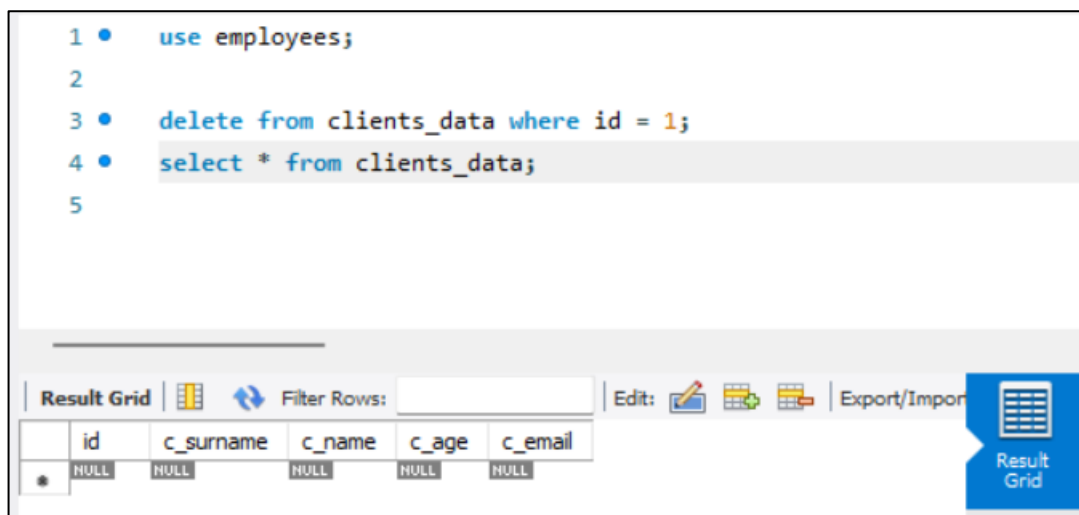 1 use employees;
2
3 delete from clients_data where id = 1;
4 select * from clients_data;
5
Result Grid Filter Rows: Edit: Export/Impor
id c_surname c_name c_age c_email
NULL NULL NULL NULL NULL
Result
Grid